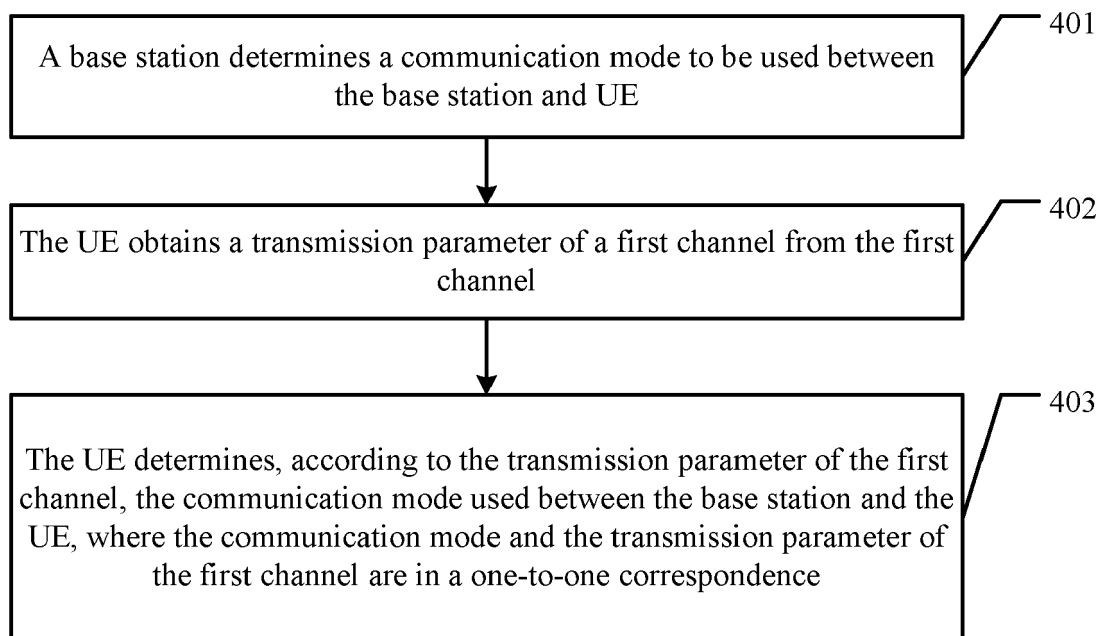 A base station determines a communication mode to be used between
the base station and UE
401
The UE obtains a transmission parameter of a first channel from the first
channel
402
The UE determines, according to the transmission parameter of the first
channel, the communication mode used between the base station and the
UE, where the communication mode and the transmission parameter of
the first channel are in a one-to-one correspondence
403